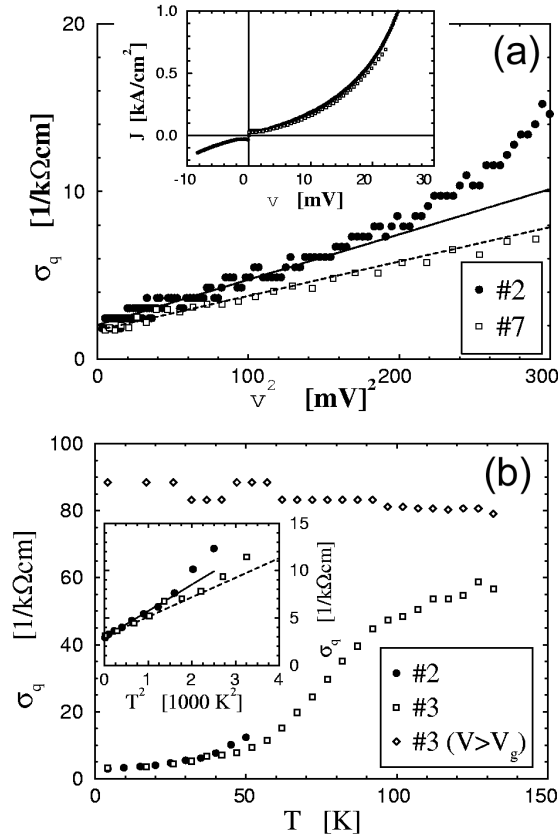 (a)
σq [1/kΩcm]
20
10
0
J [kA/cm²]
1.0
0.5
0.0
-10 0 10 20 30
v [mV]
#2
#7
0 100 200 300
v² [mV]²
(b)
σq [1/kΩcm]
100
80
60
40
20
0
15
10
5
0
σq [1/kΩcm]
0 1 2 3 4
T² [1000 K²]
#2
#3
#3 (V>Vg)
0 50 100 150
T [K]